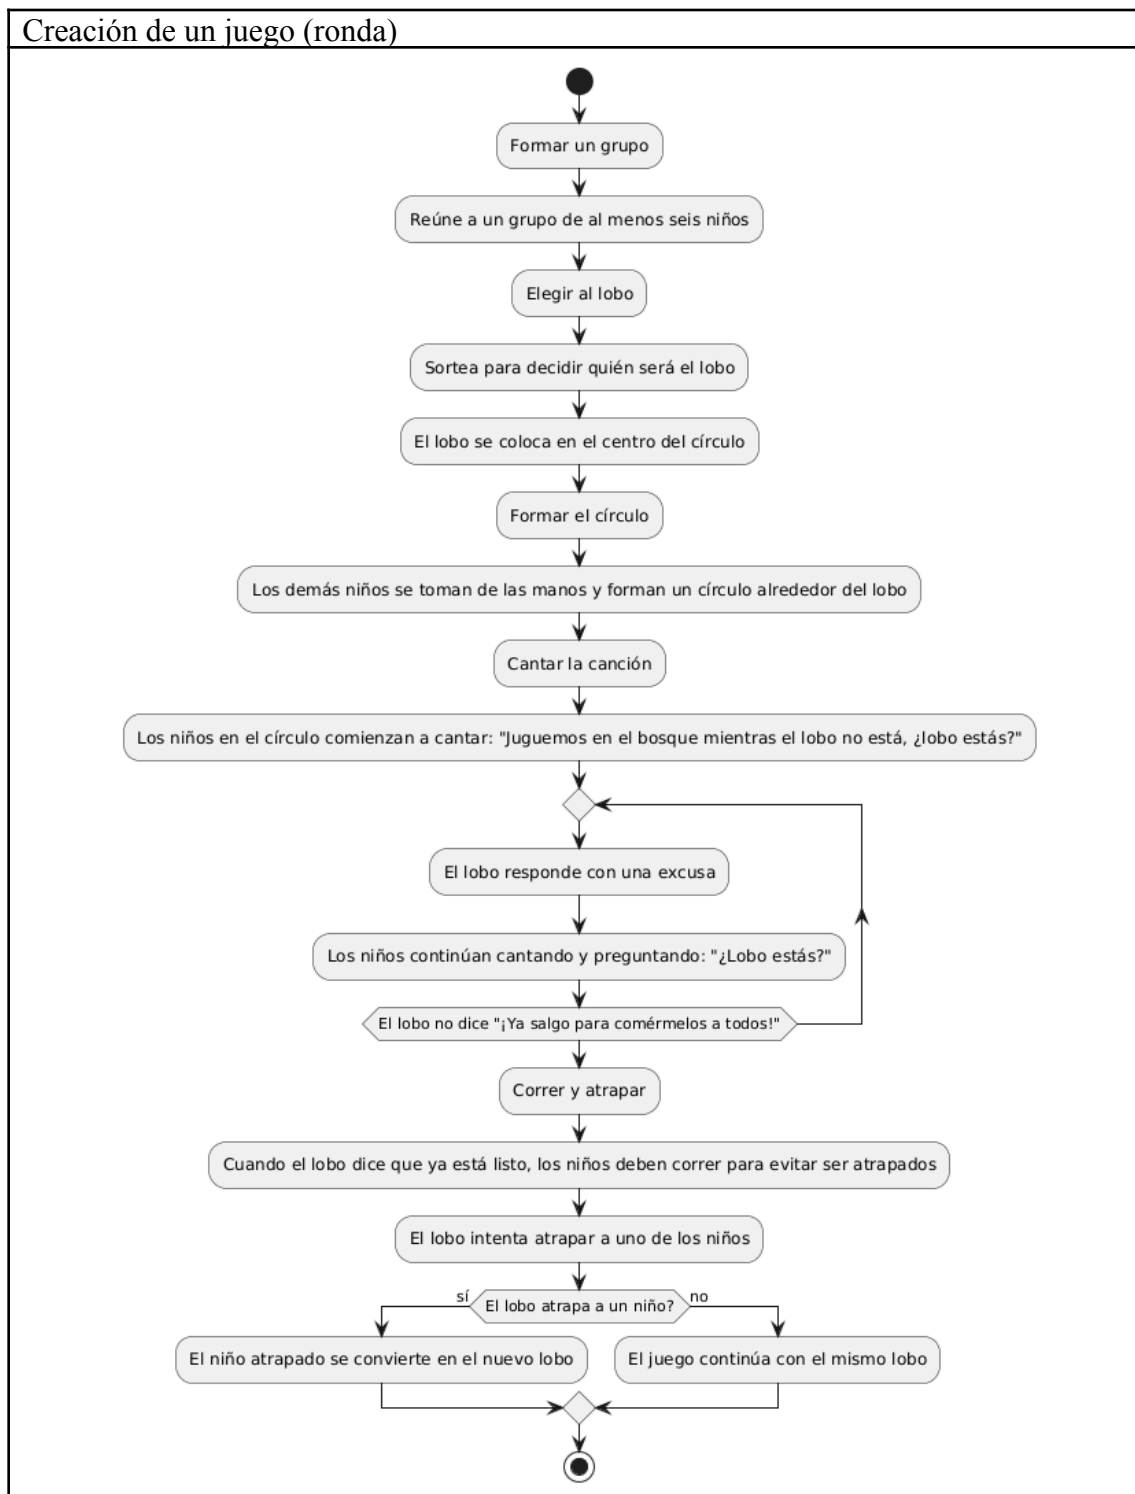 Creación de un juego (ronda)
Formar un grupo
Reúne a un grupo de al menos seis niños
Elegir al lobo
Sortea para decidir quién será el lobo
El lobo se coloca en el centro del círculo
Formar el círculo
Los demás niños se toman de las manos y forman un círculo alrededor del lobo
Cantar la canción
Los niños en el círculo comienzan a cantar: "Juguemos en el bosque mientras el lobo no está, ¿lobo estás?"
El lobo responde con una excusa
Los niños continúan cantando y preguntando: "¿Lobo estás?"
El lobo no dice "¡Ya salgo para comérmelos a todos!"
Correr y atrapar
Cuando el lobo dice que ya está listo, los niños deben correr para evitar ser atrapados
El lobo intenta atrapar a uno de los niños
sí El lobo atrapa a un niño? no
El niño atrapado se convierte en el nuevo lobo
El juego continúa con el mismo lobo